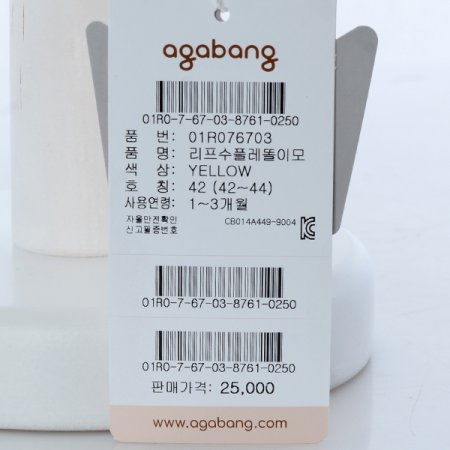 agabang
01R0-7-67-03-8761-0250
품 번: 01R076703
품 명: 리프수플레똘이모
색 상: YELLOW
호 칭: 42 (42~44)
사용연령: 1~3개월
자율안전확인
신고필증번호 CB014A449-9004
01R0-7-67-03-8761-0250
01R0-7-67-03-8761-0250
판매가격: 25,000
www.agabang.com